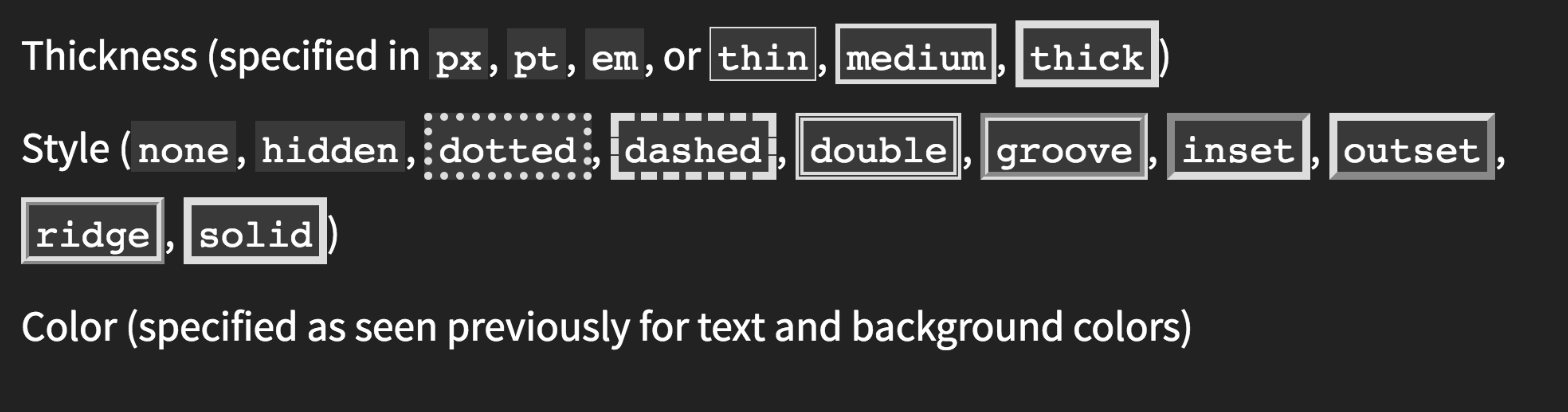 Thickness (specified in px, pt, em, or thin, medium, thick)
Style (none, hidden, dotted, dashed, double, groove, inset, outset,
ridge, solid)
Color (specified as seen previously for text and background colors)